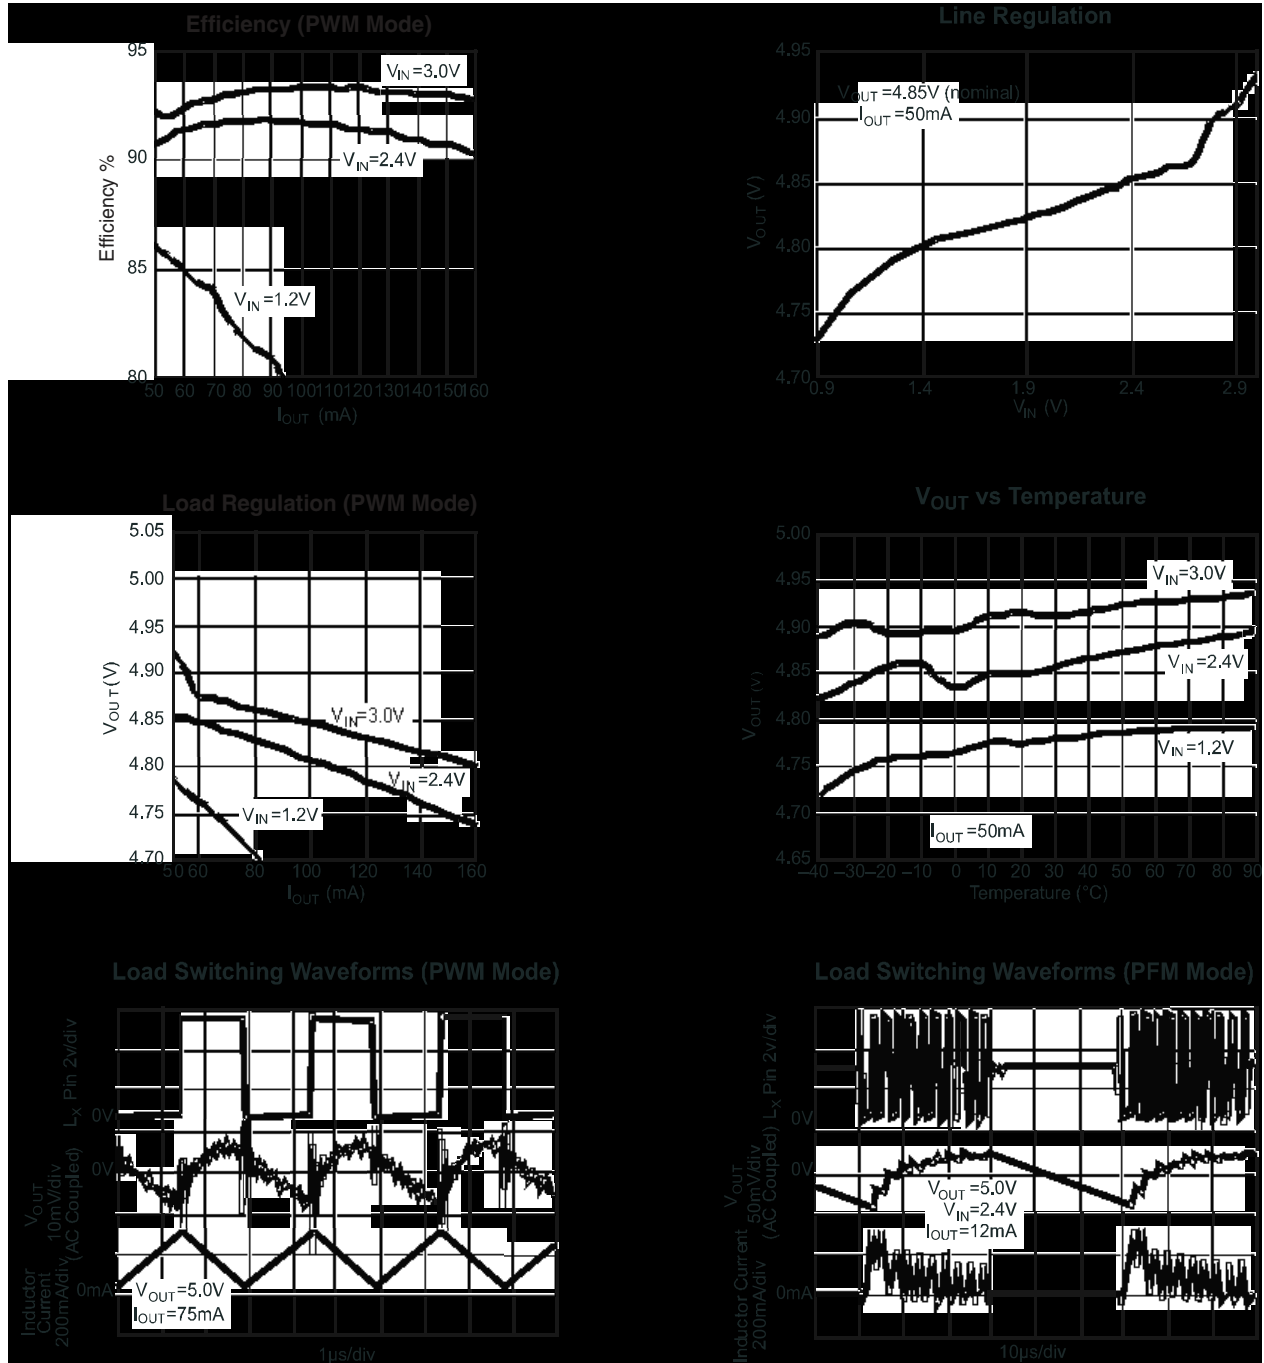 Efficiency (PWM Mode)
95
90
85
80
Efficiency %
VIN=3.0V
VIN=2.4V
VIN=1.2V
50 60 70 80 90 100 110 120 130 140 150 160
IOUT (mA)
Line Regulation
4.95
4.90
4.85
4.80
4.75
4.70
VOUT (V)
VOUT=4.85V (nominal)
IOUT=50mA
0.9 1.4 1.9 2.4 2.9
VIN (V)
Load Regulation (PWM Mode)
5.05
5.00
4.95
4.90
4.85
4.80
4.75
4.70
VOUT (V)
VIN=3.0V
VIN=2.4V
VIN=1.2V
50 60 80 100 120 140 160
IOUT (mA)
VOUT vs Temperature
5.00
4.95
4.90
4.85
4.80
4.75
4.70
4.65
VOUT (V)
VIN=3.0V
VIN=2.4V
VIN=1.2V
IOUT=50mA
–40 –30 –20 –10 0 10 20 30 40 50 60 70 80 90
Temperature (°C)
Load Switching Waveforms (PWM Mode)
LX Pin 2v/div
0V
VOUT
10mV/div
(AC Coupled)
0V
Inductor
Current
200mA/div
0mA
VOUT=5.0V
IOUT=75mA
1µs/div
Load Switching Waveforms (PFM Mode)
LX Pin 2v/div
0V
VOUT
50mV/div
(AC Coupled)
0V
VOUT=5.0V
VIN=2.4V
IOUT=12mA
Inductor Current
200mA/div
0mA
10µs/div